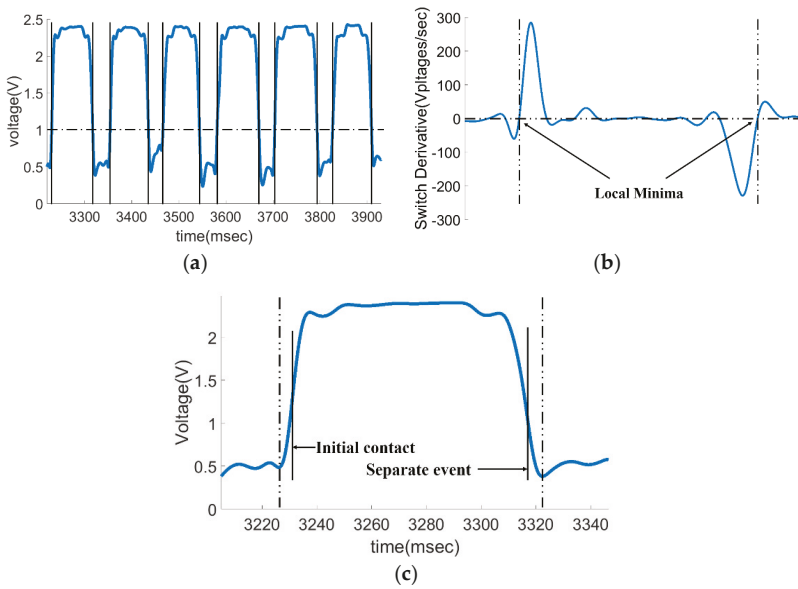 2.5
2
1.5
1
0.5
0
voltage(V)
3300 3400 3500 3600 3700 3800 3900
time(msec)
(a)
300
200
100
0
-100
-200
-300
Switch Derivative(Vpltages/sec)
Local Minima
(b)
2
1.5
1
0.5
0
Voltage(V)
Initial contact
Separate event
3220 3240 3260 3280 3300 3320 3340
time(msec)
(c)